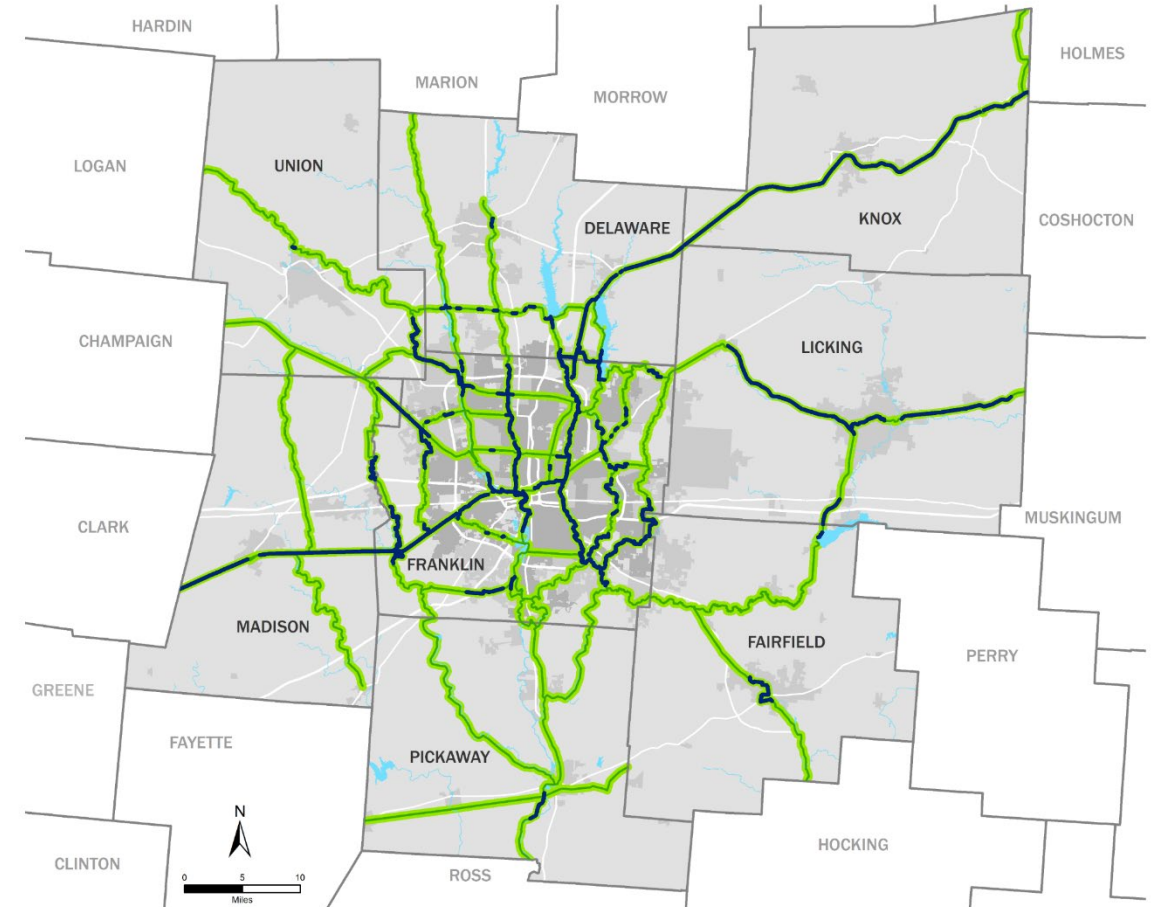 HARDIN
HOLMES
MARION
MORROW
LOGAN
UNION
DELAWARE
KNOX
COSHOCTON
CHAMPAIGN
LICKING
CLARK
MUSKINGUM
FRANKLIN
MADISON
FAIRFIELD
PERRY
GREENE
FAYETTE
PICKAWAY
N
HOCKING
CLINTON
ROSS
0 5 10
Miles